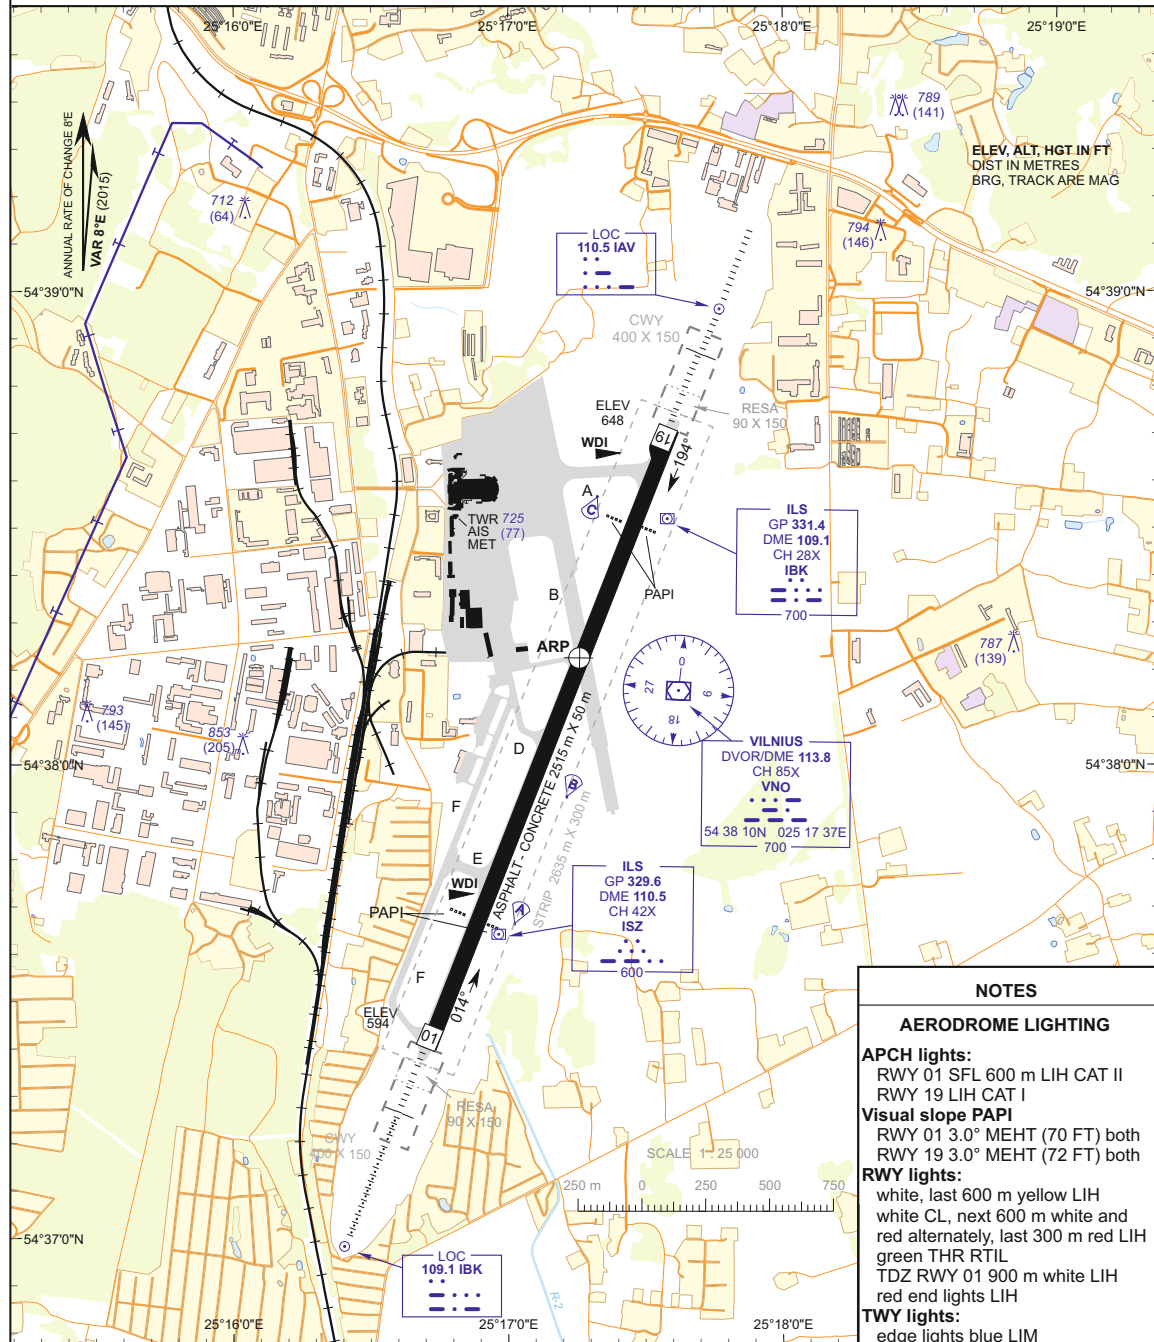 25°16'0"E
25°17'0"E
25°18'0"E
25°19'0"E
789
(141)
ANNUAL RATE OF CHANGE 8'E
VAR 8°E (2015)
ELEV, ALT, HGT IN FT
DIST IN METRES
BRG, TRACK ARE MAG
712
(64)
794
(146)
LOC
110.5 IAV
54°39'0"N
54°39'0"N
CWY
400 X 150
ELEV
648
RESA
90 X 150
WDI
19
194°
A
C
TWR 725
AIS (77)
MET
ILS
GP 331.4
DME 109.1
CH 28X
IBK
700
PAPI
B
ARP
787
(139)
0
9
18
27
793
(145)
853
(205)
D
VILNIUS
DVOR/DME 113.8
CH 85X
VNO
54 38 10N 025 17 37E
700
54°38'0"N
54°38'0"N
ASPHALT - CONCRETE 2515 m X 50 m
STRIP 2635 m X 300 m
B
F
E
WDI
PAPI
A
ILS
GP 329.6
DME 110.5
CH 42X
ISZ
600
F
014°
ELEV
594
01
RESA
90 X 150
CWY
400 X 150
SCALE 1 : 25 000
250 m 0 250 500 750
54°37'0"N
LOC
109.1 IBK
R-2
25°16'0"E
25°17'0"E
25°18'0"E
NOTES
AERODROME LIGHTING
APCH lights:
RWY 01 SFL 600 m LIH CAT II
RWY 19 LIH CAT I
Visual slope PAPI
RWY 01 3.0° MEHT (70 FT) both
RWY 19 3.0° MEHT (72 FT) both
RWY lights:
white, last 600 m yellow LIH
white CL, next 600 m white and
red alternately, last 300 m red LIH
green THR RTIL
TDZ RWY 01 900 m white LIH
red end lights LIH
TWY lights:
edge lights blue LIM